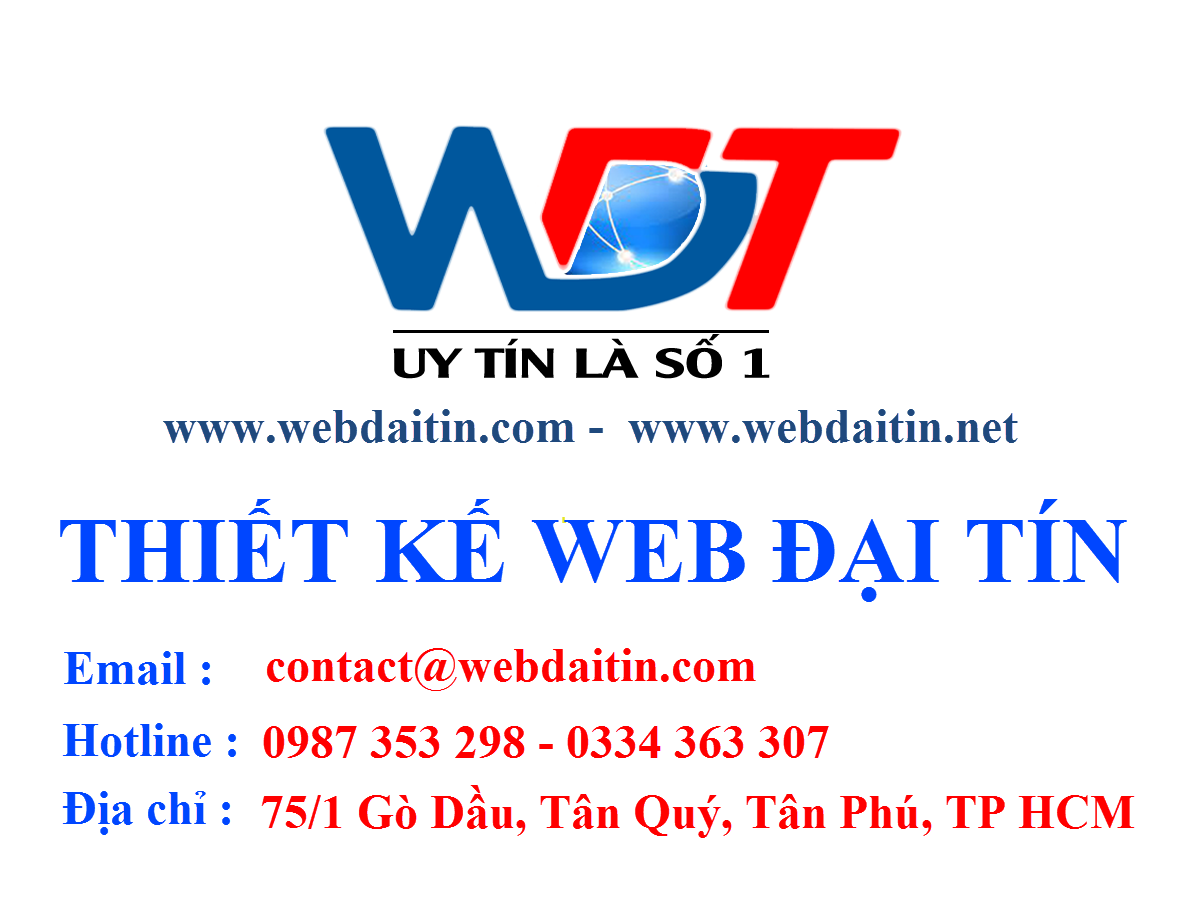 WDT
UY TÍN LÀ SỐ 1
www.webdaitin.com - www.webdaitin.net
THIẾT KẾ WEB ĐẠI TÍN
Email : contact@webdaitin.com
Hotline : 0987 353 298 - 0334 363 307
Địa chỉ : 75/1 Gò Dầu, Tân Quý, Tân Phú, TP HCM